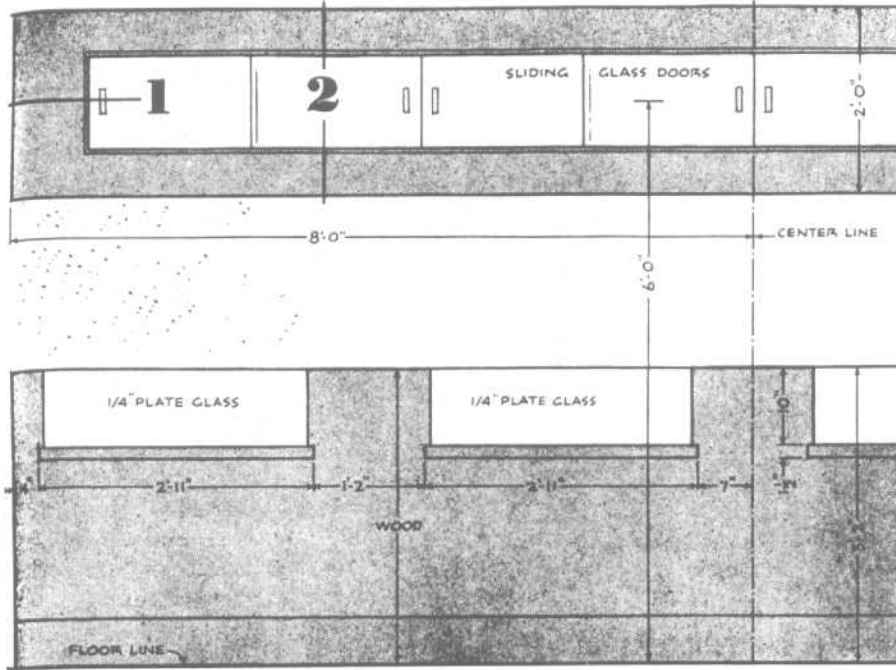 1
2
SLIDING GLASS DOORS
2'-0"
8'-0"
CENTER LINE
6'-0"
1/4" PLATE GLASS
1/4" PLATE GLASS
10"
2'-11"
1'-2"
2'-11"
7"
WOOD
FLOOR LINE